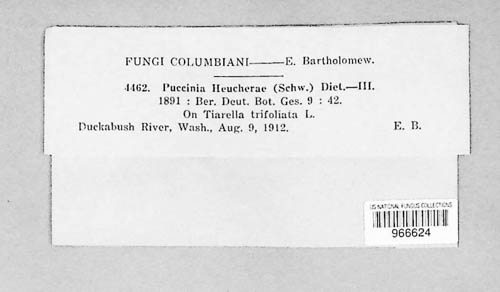 FUNGI COLUMBIANI——E. Bartholomew.
4462. Puccinia Heucherae (Schw.) Diet.—III.
1891 : Ber. Deut. Bot. Ges. 9 : 42.
On Tiarella trifoliata L.
Duckabush River, Wash., Aug. 9, 1912. E. B.
US NATIONAL FUNGUS COLLECTIONS
966624